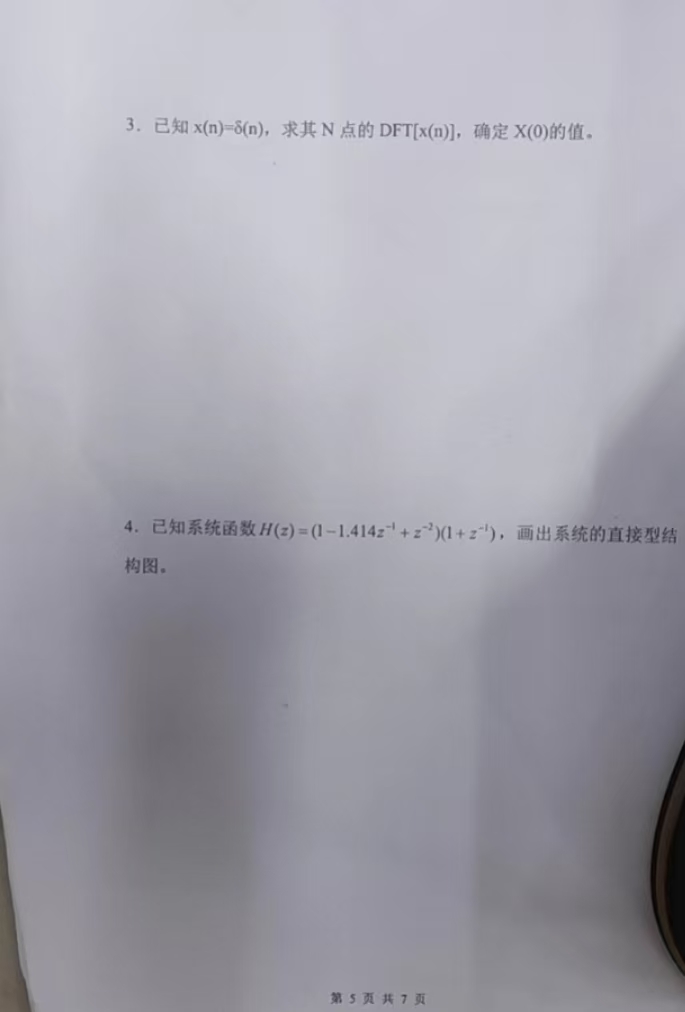 3．已知 x(n)=δ(n)，求其 N 点的 DFT[x(n)]，确定 X(0)的值。
4．已知系统函数 H(z)=(1−1.414z⁻¹+z⁻²)(1+z⁻¹)，画出系统的直接型结
构图。
第 5 页 共 7 页